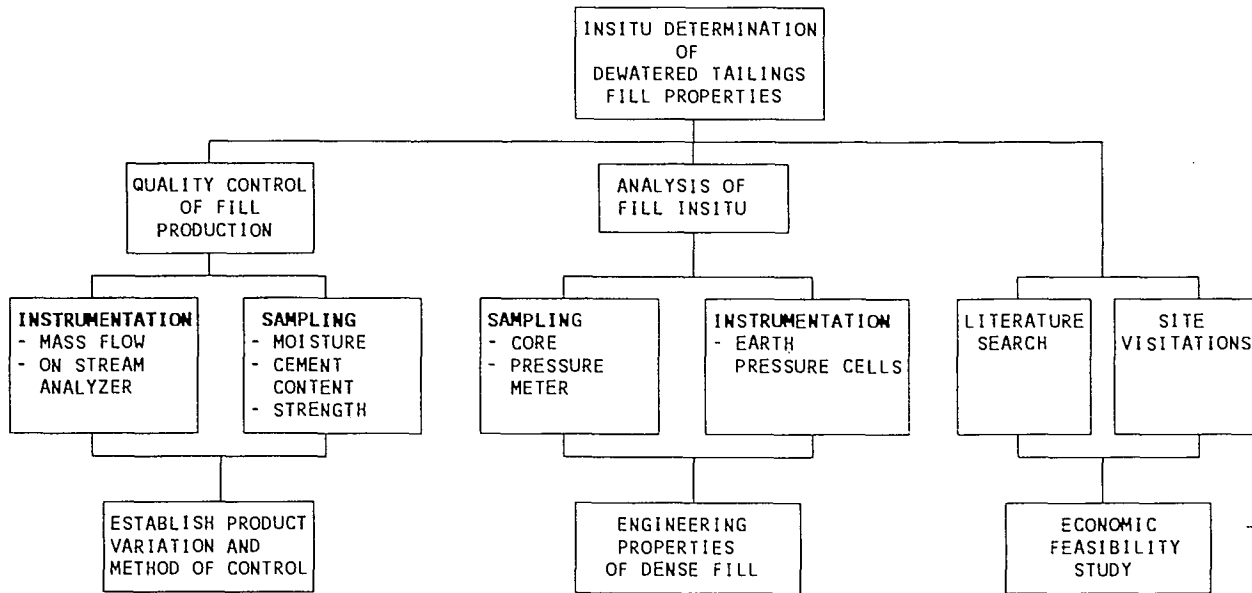 INSITU DETERMINATION
OF
DEWATERED TAILINGS
FILL PROPERTIES
QUALITY CONTROL
OF FILL
PRODUCTION
ANALYSIS OF
FILL INSITU
INSTRUMENTATION
- MASS FLOW
- ON STREAM
ANALYZER
SAMPLING
- MOISTURE
- CEMENT
CONTENT
- STRENGTH
SAMPLING
- CORE
- PRESSURE
METER
INSTRUMENTATION
- EARTH
PRESSURE CELLS
LITERATURE
SEARCH
SITE
VISITATIONS
ESTABLISH PRODUCT
VARIATION AND
METHOD OF CONTROL
ENGINEERING
PROPERTIES
OF DENSE FILL
ECONOMIC
FEASIBILITY
STUDY